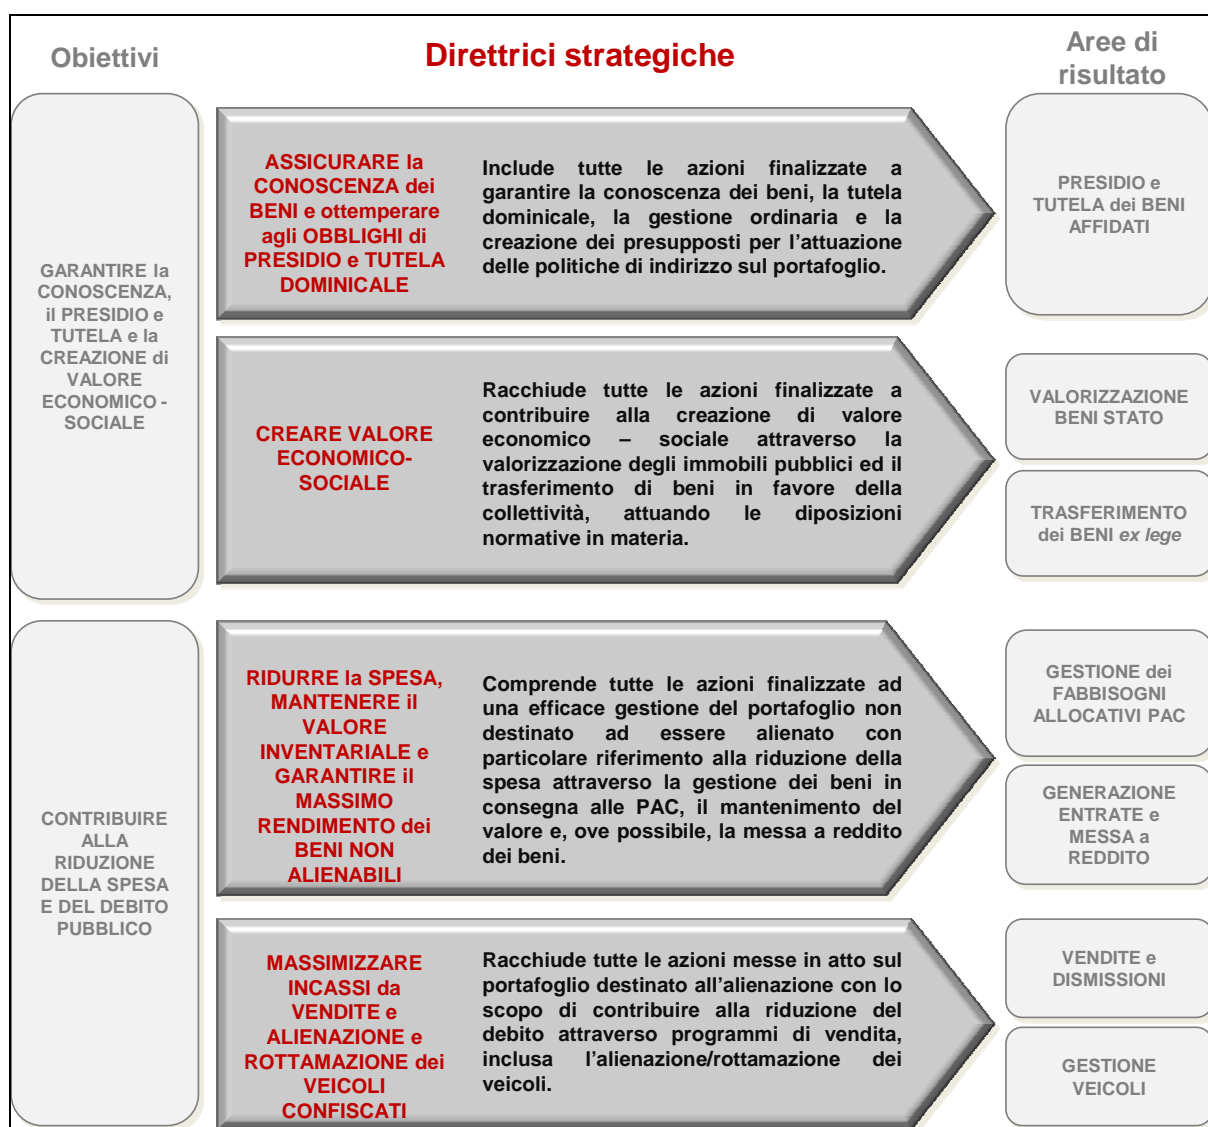 Obiettivi
Direttrici strategiche
Aree di
risultato
GARANTIRE la
CONOSCENZA,
il PRESIDIO e
TUTELA e la
CREAZIONE di
VALORE
ECONOMICO -
SOCIALE
ASSICURARE la
CONOSCENZA dei
BENI e ottemperare
agli OBBLIGHI di
PRESIDIO e TUTELA
DOMINICALE
Include tutte le azioni finalizzate a
garantire la conoscenza dei beni, la tutela
dominicale, la gestione ordinaria e la
creazione dei presupposti per l'attuazione
delle politiche di indirizzo sul portafoglio.
PRESIDIO e
TUTELA dei BENI
AFFIDATI
CREARE VALORE
ECONOMICO-
SOCIALE
Racchiude tutte le azioni finalizzate a
contribuire alla creazione di valore
economico – sociale attraverso la
valorizzazione degli immobili pubblici ed il
trasferimento di beni in favore della
collettività, attuando le diposizioni
normative in materia.
VALORIZZAZIONE
BENI STATO
TRASFERIMENTO
dei BENI ex lege
CONTRIBUIRE
ALLA
RIDUZIONE
DELLA SPESA
E DEL DEBITO
PUBBLICO
RIDURRE la SPESA,
MANTENERE il
VALORE
INVENTARIALE e
GARANTIRE il
MASSIMO
RENDIMENTO dei
BENI NON
ALIENABILI
Comprende tutte le azioni finalizzate ad
una efficace gestione del portafoglio non
destinato ad essere alienato con
particolare riferimento alla riduzione della
spesa attraverso la gestione dei beni in
consegna alle PAC, il mantenimento del
valore e, ove possibile, la messa a reddito
dei beni.
GESTIONE dei
FABBISOGNI
ALLOCATIVI PAC
GENERAZIONE
ENTRATE e
MESSA a
REDDITO
MASSIMIZZARE
INCASSI da
VENDITE e
ALIENAZIONE e
ROTTAMAZIONE dei
VEICOLI
CONFISCATI
Racchiude tutte le azioni messe in atto sul
portafoglio destinato all'alienazione con lo
scopo di contribuire alla riduzione del
debito attraverso programmi di vendita,
inclusa l'alienazione/rottamazione dei
veicoli.
VENDITE e
DISMISSIONI
GESTIONE
VEICOLI